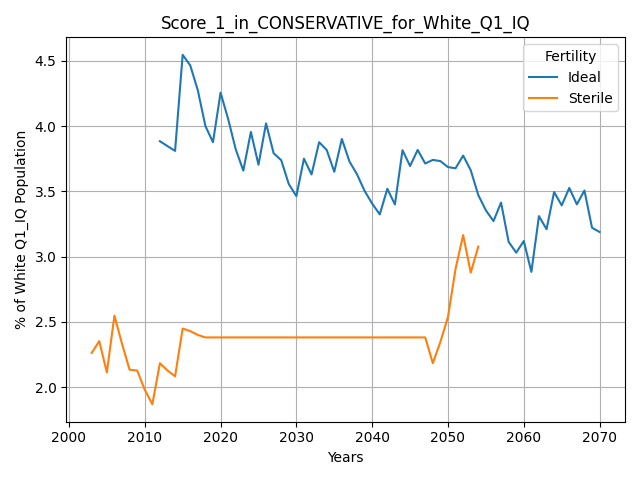 Score_1_in_CONSERVATIVE_for_White_Q1_IQ
Fertility
Ideal
Sterile
% of White Q1_IQ Population
4.5
4.0
3.5
3.0
2.5
2.0
2000 2010 2020 2030 2040 2050 2060 2070
Years